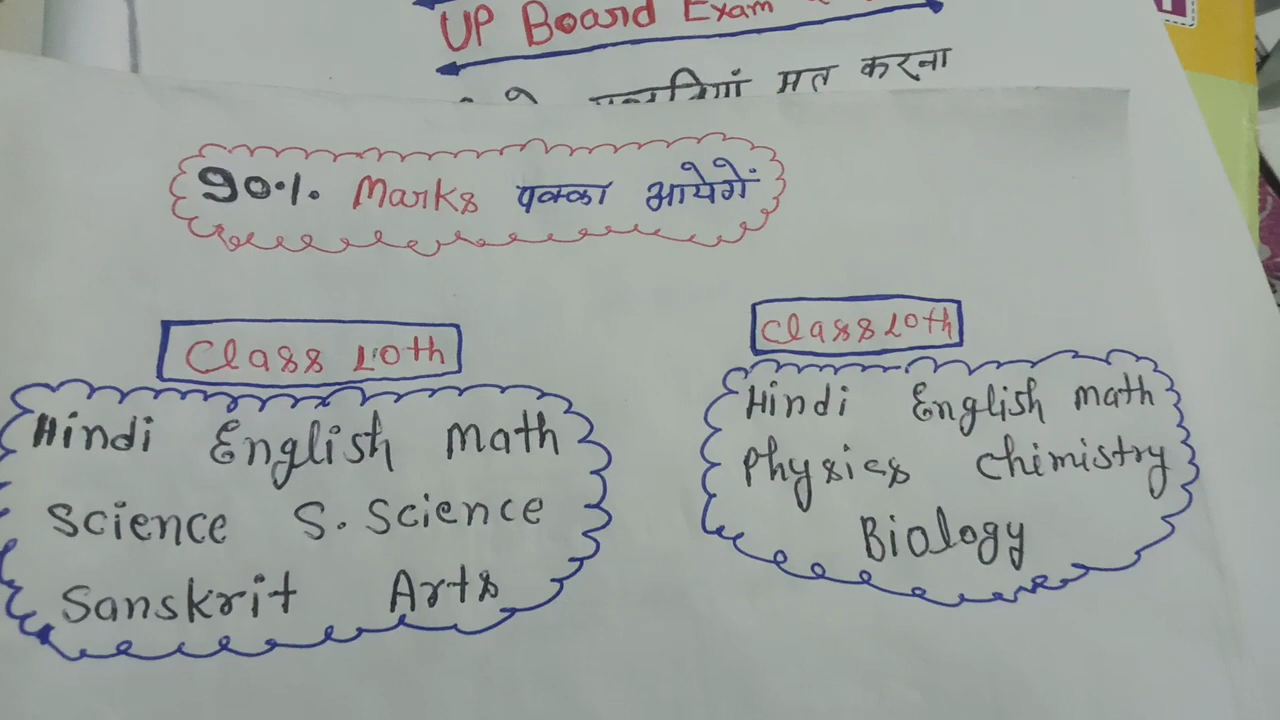 UP Board Exam
मत करना
90% Marks पक्का आयेगें
Class 10th
Hindi English Math
Science S. Science
Sanskrit Arts
Class 10th
Hindi English Math
Physics Chimistry
Biology